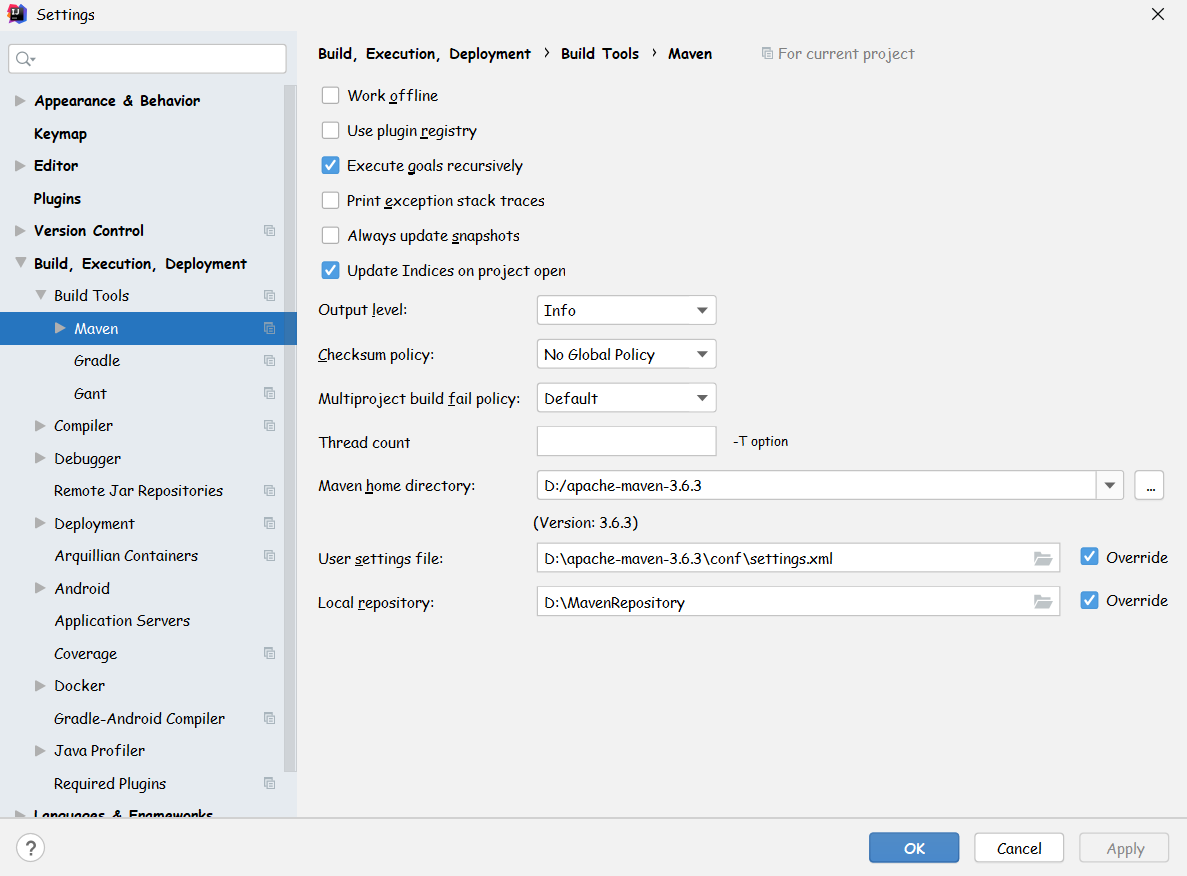 Settings
Build, Execution, Deployment › Build Tools › Maven For current project
Appearance & Behavior
Keymap
Editor
Plugins
Version Control
Build, Execution, Deployment
Build Tools
Maven
Gradle
Gant
Compiler
Debugger
Remote Jar Repositories
Deployment
Arquillian Containers
Android
Application Servers
Coverage
Docker
Gradle-Android Compiler
Java Profiler
Required Plugins
Languages & Frameworks
Work offline
Use plugin registry
Execute goals recursively
Print exception stack traces
Always update snapshots
Update Indices on project open
Output level: Info
Checksum policy: No Global Policy
Multiproject build fail policy: Default
Thread count -T option
Maven home directory: D:/apache-maven-3.6.3 ...
(Version: 3.6.3)
User settings file: D:\apache-maven-3.6.3\conf\settings.xml Override
Local repository: D:\MavenRepository Override
? OK Cancel Apply